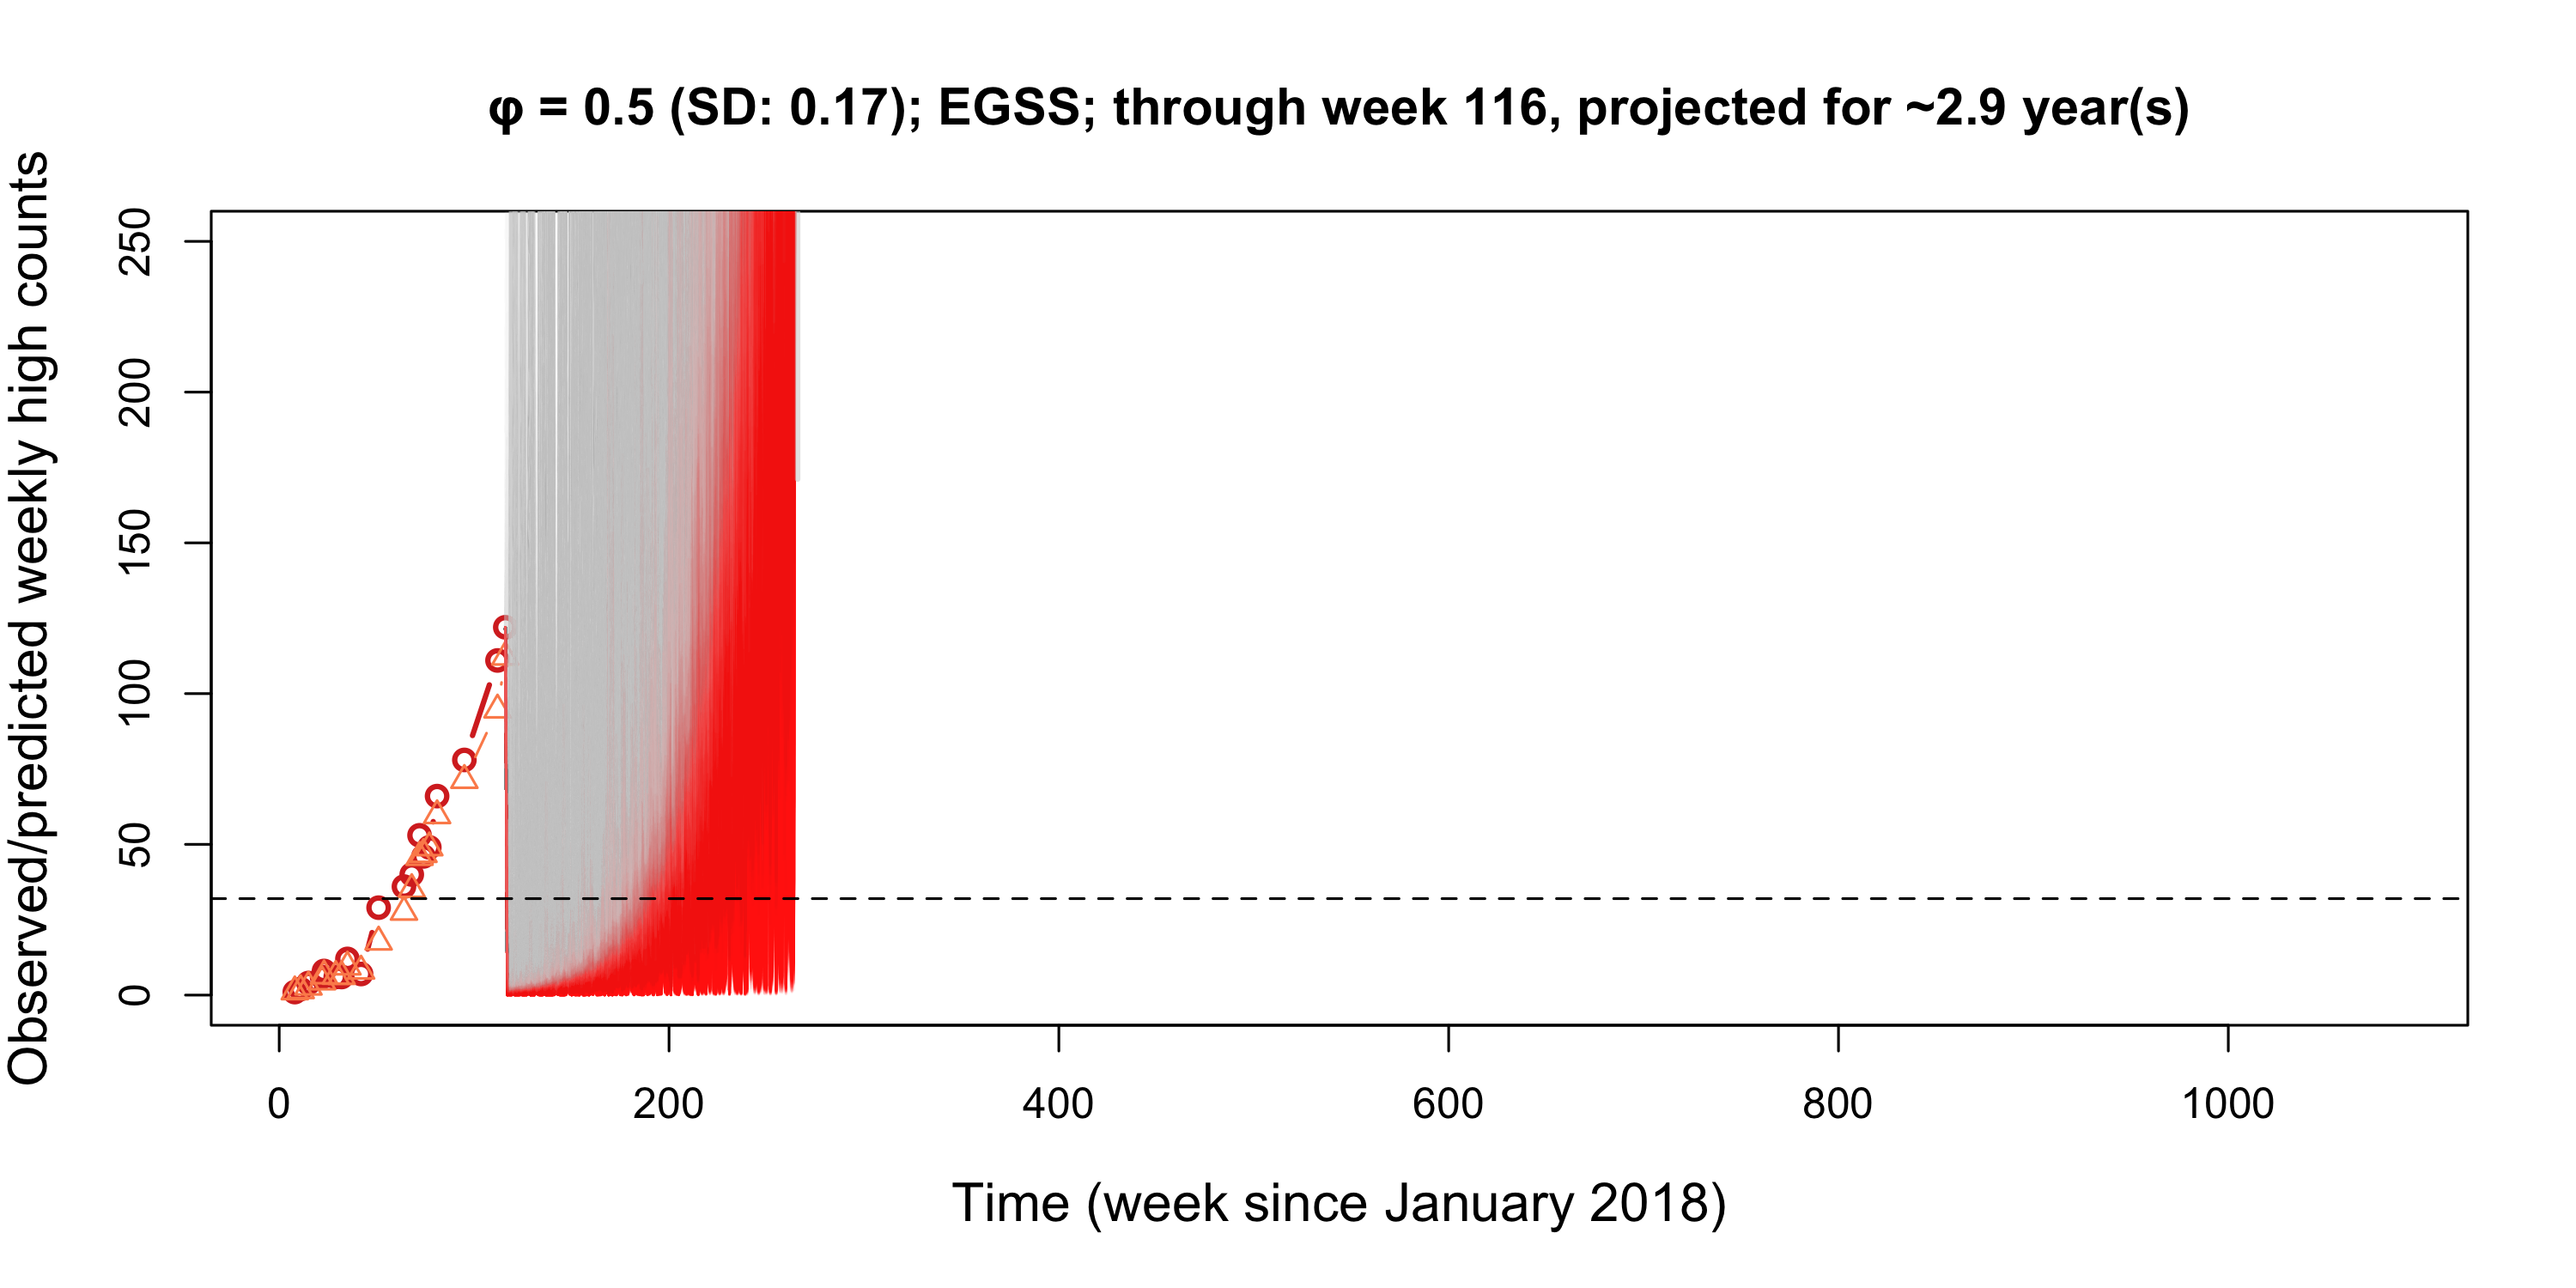 φ = 0.5 (SD: 0.17); EGSS; through week 116, projected for ~2.9 year(s)
Observed/predicted weekly high counts
250
200
150
100
50
0
0 200 400 600 800 1000
Time (week since January 2018)